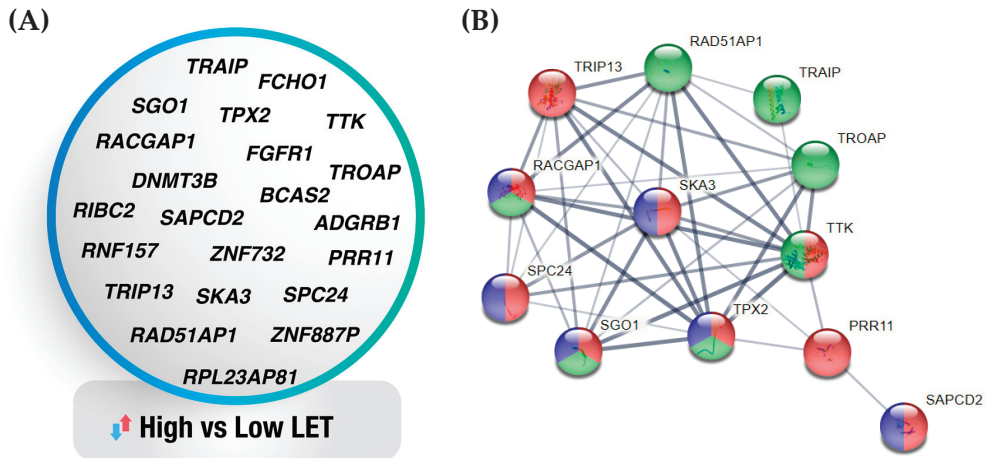 (A)
TRAIP
FCHO1
SGO1
TPX2
TTK
RACGAP1
FGFR1
TROAP
DNMT3B
BCAS2
RIBC2
SAPCD2
ADGRB1
RNF157
ZNF732
PRR11
TRIP13
SKA3
SPC24
RAD51AP1
ZNF887P
RPL23AP81
High vs Low LET
(B)
RAD51AP1
TRIP13
TRAIP
TROAP
RACGAP1
SKA3
TTK
SPC24
TPX2
SGO1
PRR11
SAPCD2